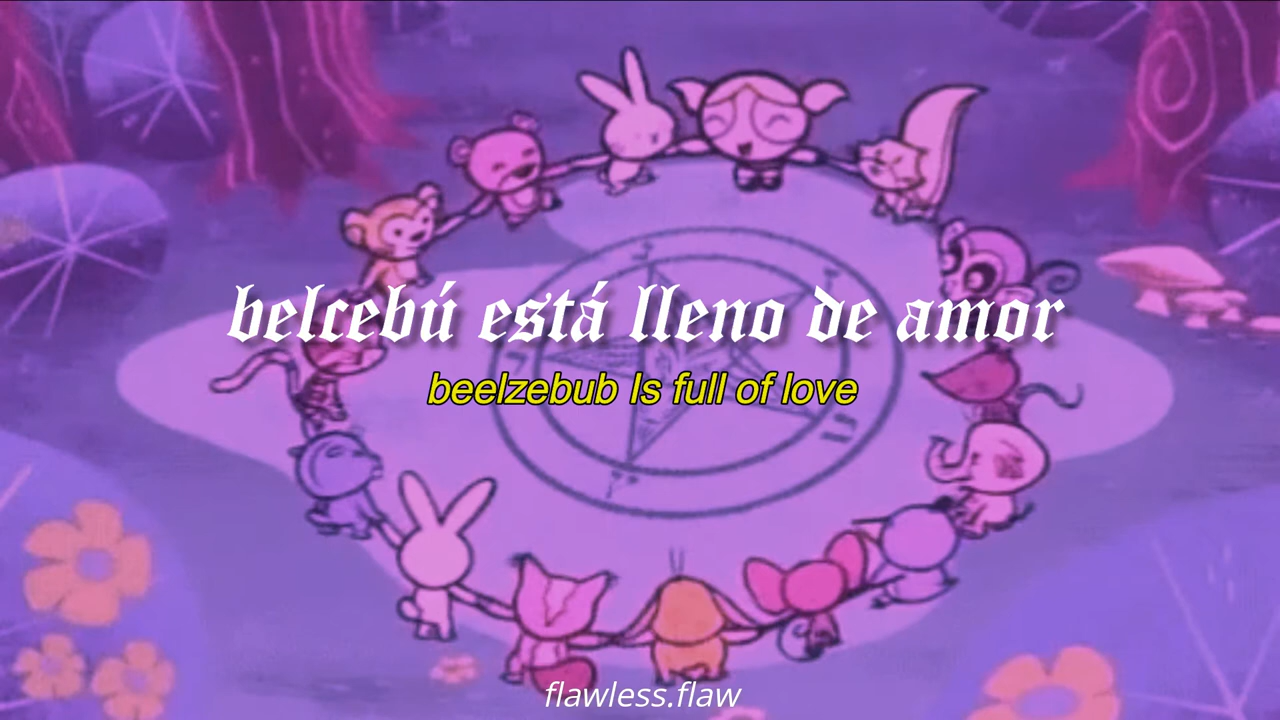 belcebú está lleno de amor
beelzebub Is full of love
flawless.flaw